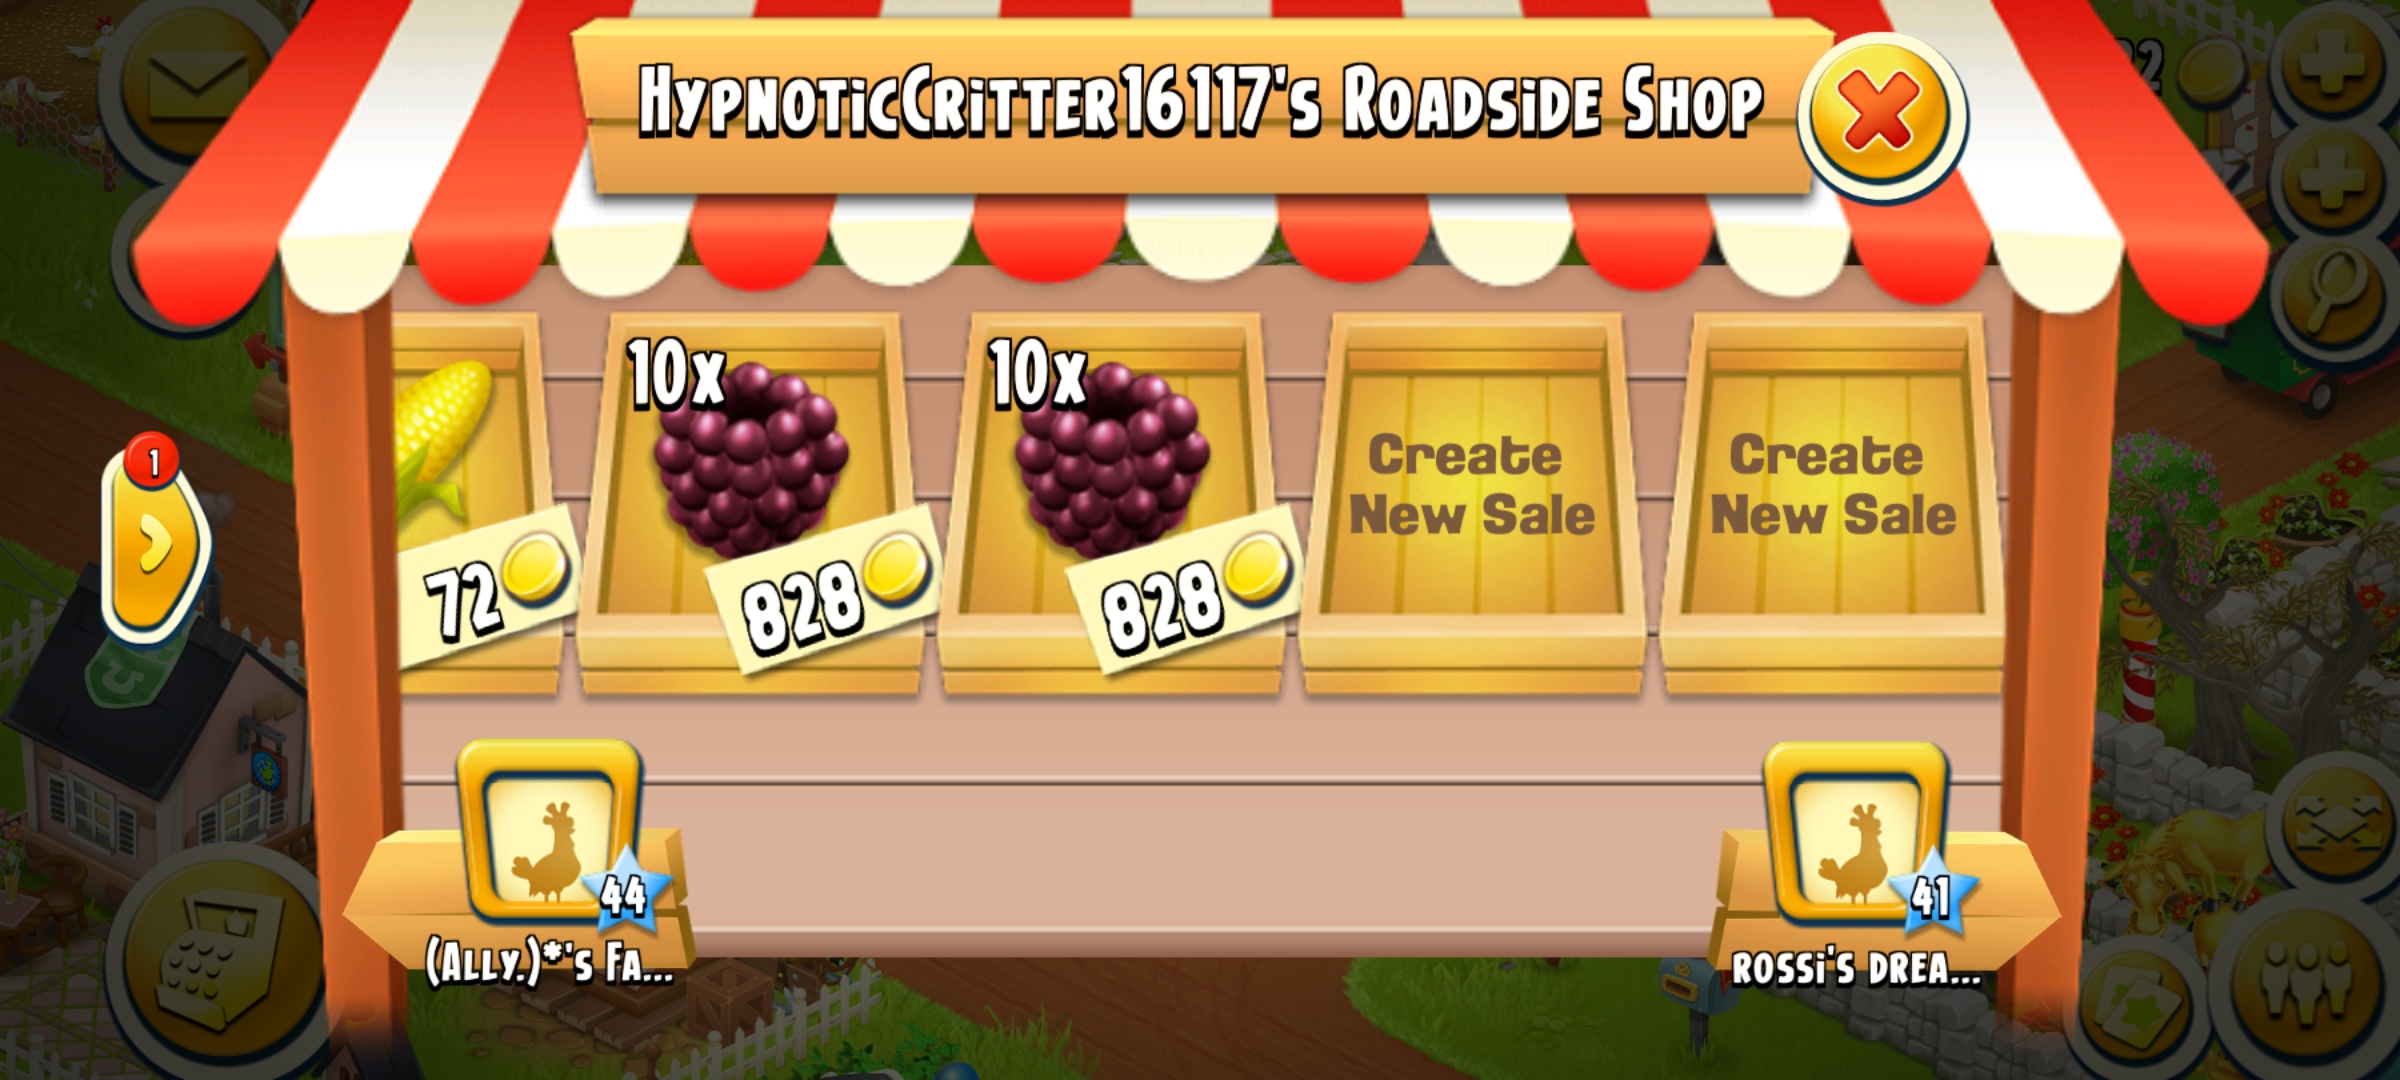 HypnoticCritter16117's Roadside Shop
1
10x
10x
72
828
828
Create
New Sale
Create
New Sale
44
41
(Ally.)*'s Fa...
ROSSi's DREA...